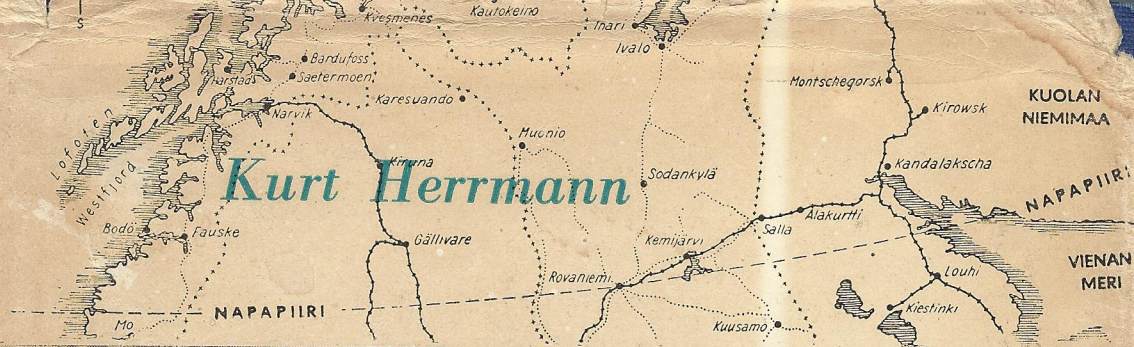 S
Kvesmenes
Kautokeino
Inari
Ivalo
Bardufoss
Saetermoen
Harstad
Karesuando
Montschegorsk
KUOLAN
NIEMIMAA
Kirowsk
Narvik
Lofoten
Muonio
Kiruna
Kandalakscha
Westfjord
Kurt Herrmann
Sodankylä
NAPAPIIRI
Alakurtti
Salla
Bodö
Fauske
Gällivare
Kemijärvi
VIENAN
MERI
Rovaniemi
Louhi
NAPAPIIRI
Kiestinki
Mo
Kuusamo